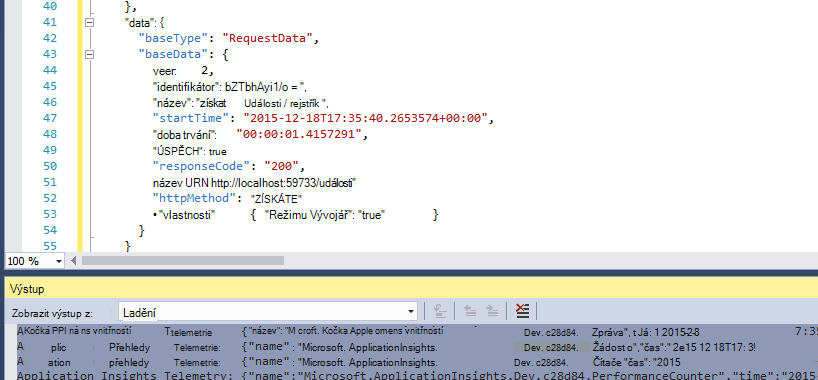 40 },
41 "data": {
42 "baseType": "RequestData",
43 "baseData": {
44 veer: 2,
45 "identifikátor": bZTbhAyi1/o = ",
46 "název": "získat Události / rejstřík ",
47 "startTime": "2015-12-18T17:35:40.2653574+00:00",
48 "doba trvání": "00:00:01.4157291",
49 "ÚSPĚCH": true
50 "responseCode": "200",
51 název URN http://localhost:59733/události"
52 "httpMethod": "ZÍSKÁTE"
53 • "vlastnosti" { "Režimu Vývojář": "true" }
54 }
55 }
100 %
Výstup
Zobrazit výstup z: Ladění
AKočká PPI ná ns vnitřností Ttelemetrie {"název": "M croft. Kočka Apple omens vnitřností Dev. c28d84. Zpráva", t Já: 1 2015-2-8 7:35
A plic Přehledy Telemetrie: {"name": "Microsoft. ApplicationInsights. Dev. c28d84. Žádost o","čas":" 2e15 12 18T17: 3!
A ation přehledy Telemetrie: {"name": "Microsoft. ApplicationInsights. Dev. c28d84. Čítače "čas": "2015
Application Insights Telemetry: {"name":"Microsoft.ApplicationInsights.Dev.c28d84.PerformanceCounter","time":"2015-